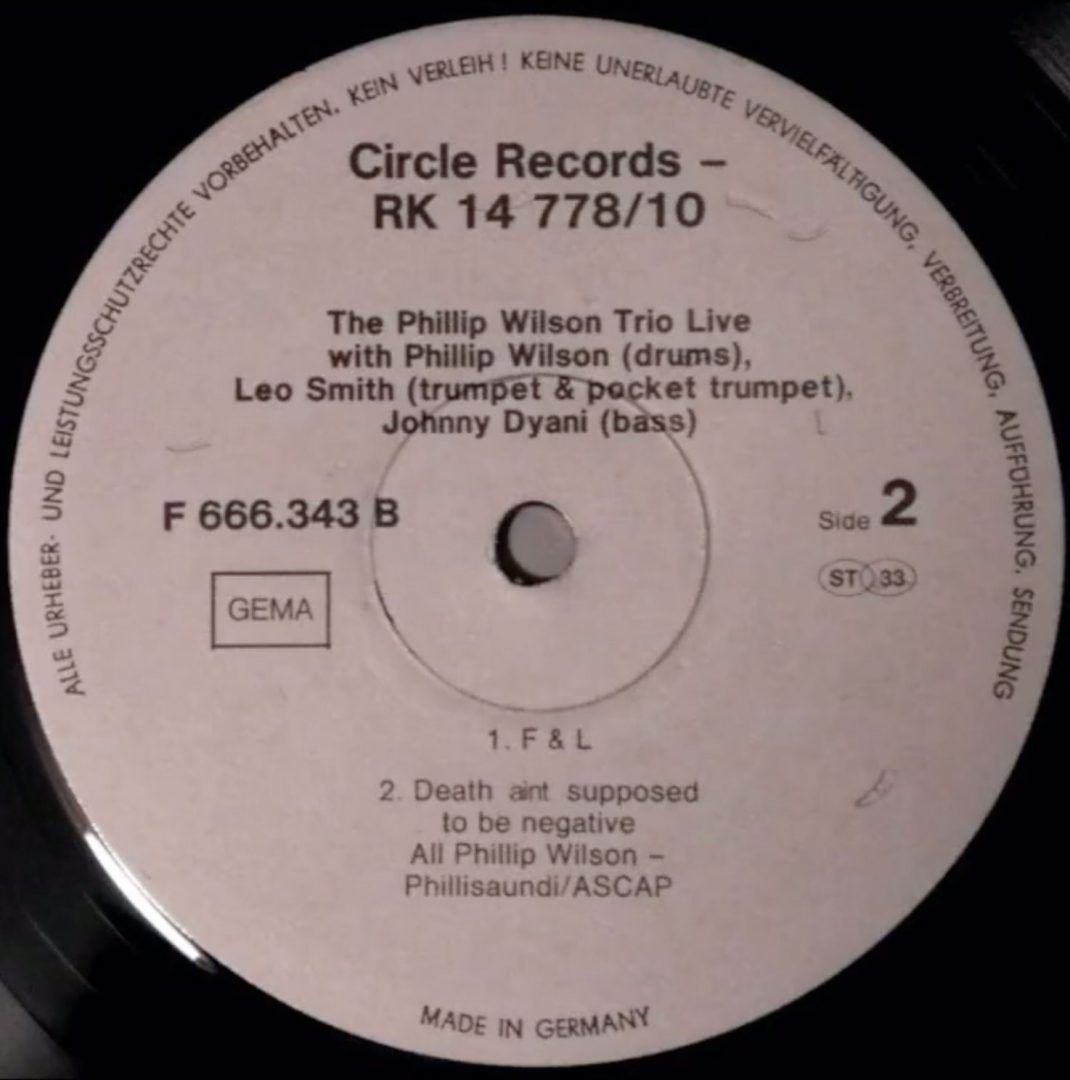 ALLE URHEBER- UND LEISTUNGSSCHUTZRECHTE VORBEHALTEN. KEIN VERLEIH! KEINE UNERLAUBTE VERVIELFÄLTIGUNG, VERBREITUNG, AUFFÜHRUNG, SENDUNG
Circle Records –
RK 14 778/10
The Phillip Wilson Trio Live
with Phillip Wilson (drums),
Leo Smith (trumpet & pocket trumpet),
Johnny Dyani (bass)
F 666.343 B
Side 2
GEMA
ST 33
1. F & L
2. Death aint supposed
to be negative
All Phillip Wilson –
Phillisaundi/ASCAP
MADE IN GERMANY